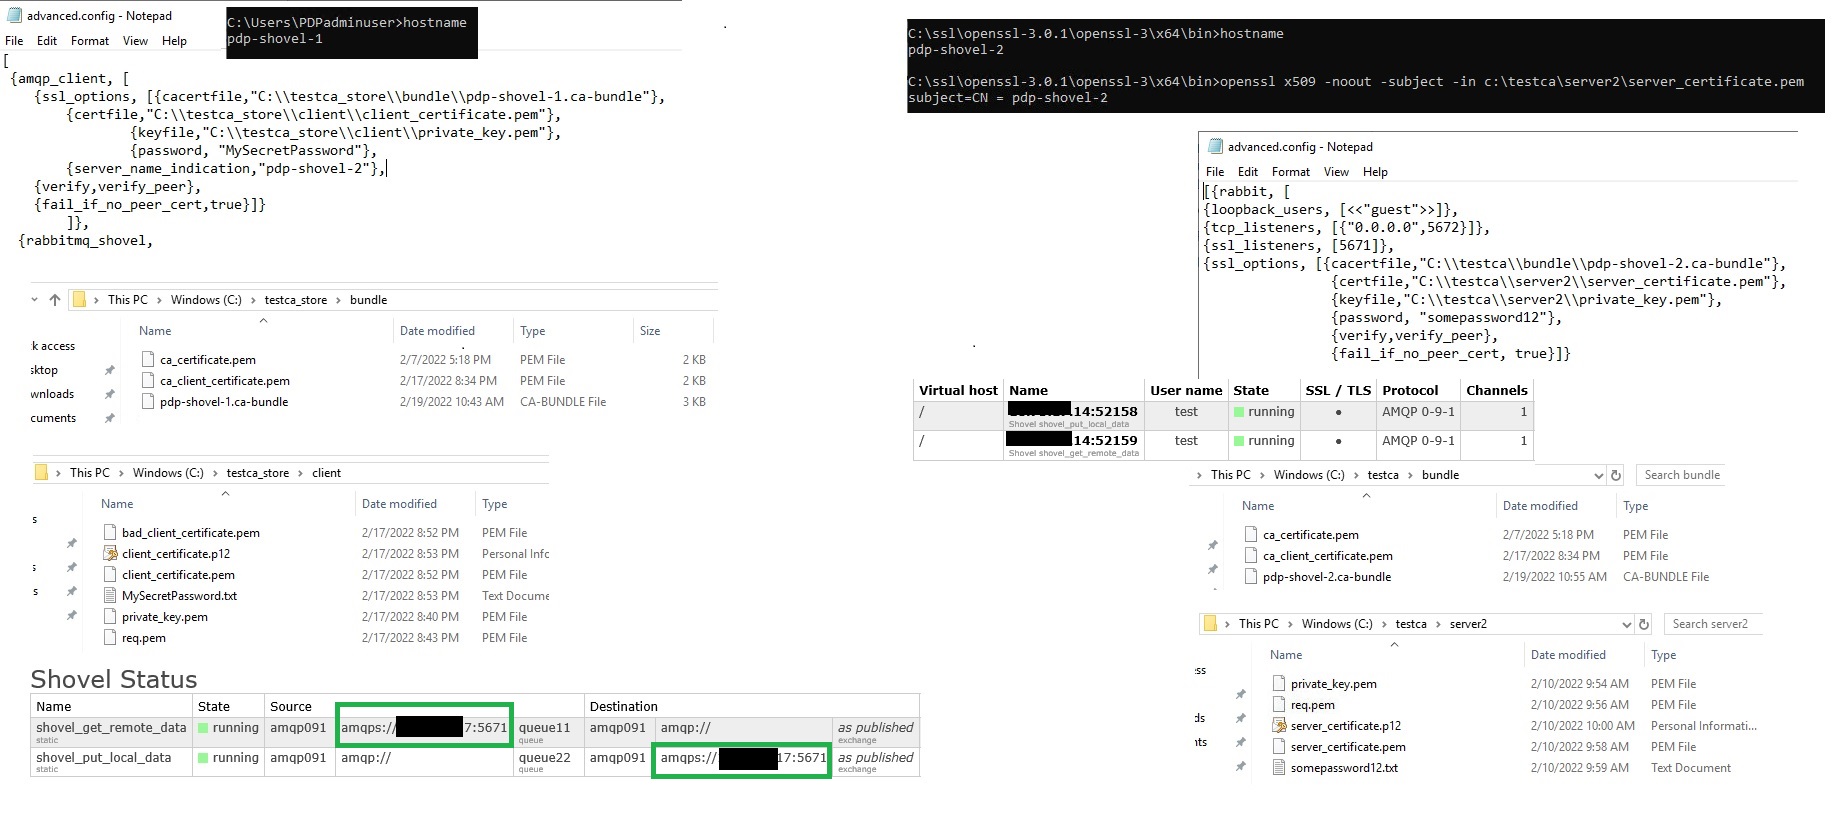 advanced.config - Notepad
File Edit Format View Help
C:\Users\PDPadminuser>hostname
pdp-shovel-1
[
{amqp_client, [
{ssl_options, [{cacertfile,"C:\\testca_store\\bundle\\pdp-shovel-1.ca-bundle"},
{certfile,"C:\\testca_store\\client\\client_certificate.pem"},
{keyfile,"C:\\testca_store\\client\\private_key.pem"},
{password, "MySecretPassword"},
{server_name_indication,"pdp-shovel-2"},
{verify,verify_peer},
{fail_if_no_peer_cert,true}]}
]},
{rabbitmq_shovel,
This PC > Windows (C:) > testca_store > bundle
Name Date modified Type Size
k access
sktop
wnloads
cuments
ca_certificate.pem 2/7/2022 5:18 PM PEM File 2 KB
ca_client_certificate.pem 2/17/2022 8:34 PM PEM File 2 KB
pdp-shovel-1.ca-bundle 2/19/2022 10:43 AM CA-BUNDLE File 3 KB
This PC > Windows (C:) > testca_store > client
Name Date modified Type
s
s
s
bad_client_certificate.pem 2/17/2022 8:52 PM PEM File
client_certificate.p12 2/17/2022 8:53 PM Personal Infc
client_certificate.pem 2/17/2022 8:52 PM PEM File
MySecretPassword.txt 2/17/2022 8:53 PM Text Docume
private_key.pem 2/17/2022 8:40 PM PEM File
req.pem 2/17/2022 8:43 PM PEM File
Shovel Status
Name State Source Destination
shovel_get_remote_data running amqp091 amqps:// 7:5671 queue11 amqp091 amqp:// as published
static queue exchange
shovel_put_local_data running amqp091 amqp:// queue22 amqp091 amqps:// 17:5671 as published
static queue exchange
C:\ssl\openssl-3.0.1\openssl-3\x64\bin>hostname
pdp-shovel-2
C:\ssl\openssl-3.0.1\openssl-3\x64\bin>openssl x509 -noout -subject -in c:\testca\server2\server_certificate.pem
subject=CN = pdp-shovel-2
advanced.config - Notepad
File Edit Format View Help
[{rabbit, [
{loopback_users, [<<"guest">>]},
{tcp_listeners, [{"0.0.0.0",5672}]},
{ssl_listeners, [5671]},
{ssl_options, [{cacertfile,"C:\\testca\\bundle\\pdp-shovel-2.ca-bundle"},
{certfile,"C:\\testca\\server2\\server_certificate.pem"},
{keyfile,"C:\\testca\\server2\\private_key.pem"},
{password, "somepassword12"},
{verify,verify_peer},
{fail_if_no_peer_cert, true}]}
Virtual host Name User name State SSL / TLS Protocol Channels
/ 14:52158 test running • AMQP 0-9-1 1
Shovel shovel_put_local_data
/ 14:52159 test running • AMQP 0-9-1 1
Shovel shovel_get_remote_data
> This PC > Windows (C:) > testca > bundle Search bundle
Name Date modified Type
ca_certificate.pem 2/7/2022 5:18 PM PEM File
ca_client_certificate.pem 2/17/2022 8:34 PM PEM File
pdp-shovel-2.ca-bundle 2/19/2022 10:55 AM CA-BUNDLE File
> This PC > Windows (C:) > testca > server2 Search server2
Name Date modified Type
ess
ds
nts
private_key.pem 2/10/2022 9:54 AM PEM File
req.pem 2/10/2022 9:56 AM PEM File
server_certificate.p12 2/10/2022 10:00 AM Personal Informati...
server_certificate.pem 2/10/2022 9:58 AM PEM File
somepassword12.txt 2/10/2022 9:59 AM Text Document